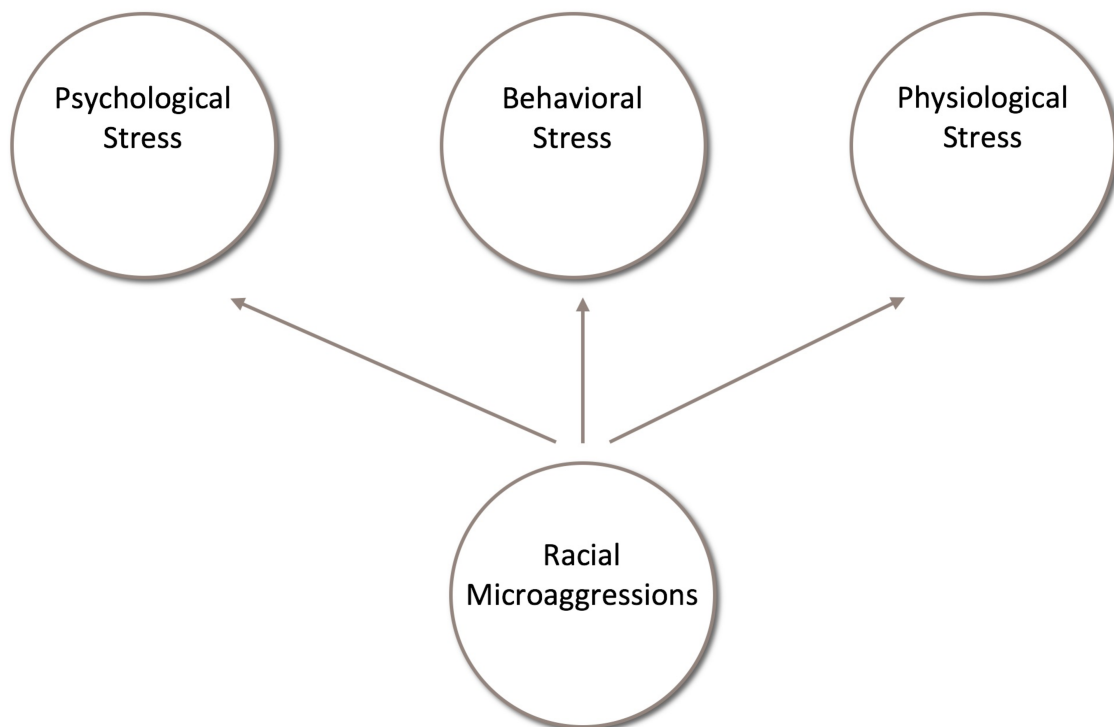 Psychological
Stress
Behavioral
Stress
Physiological
Stress
Racial
Microaggressions